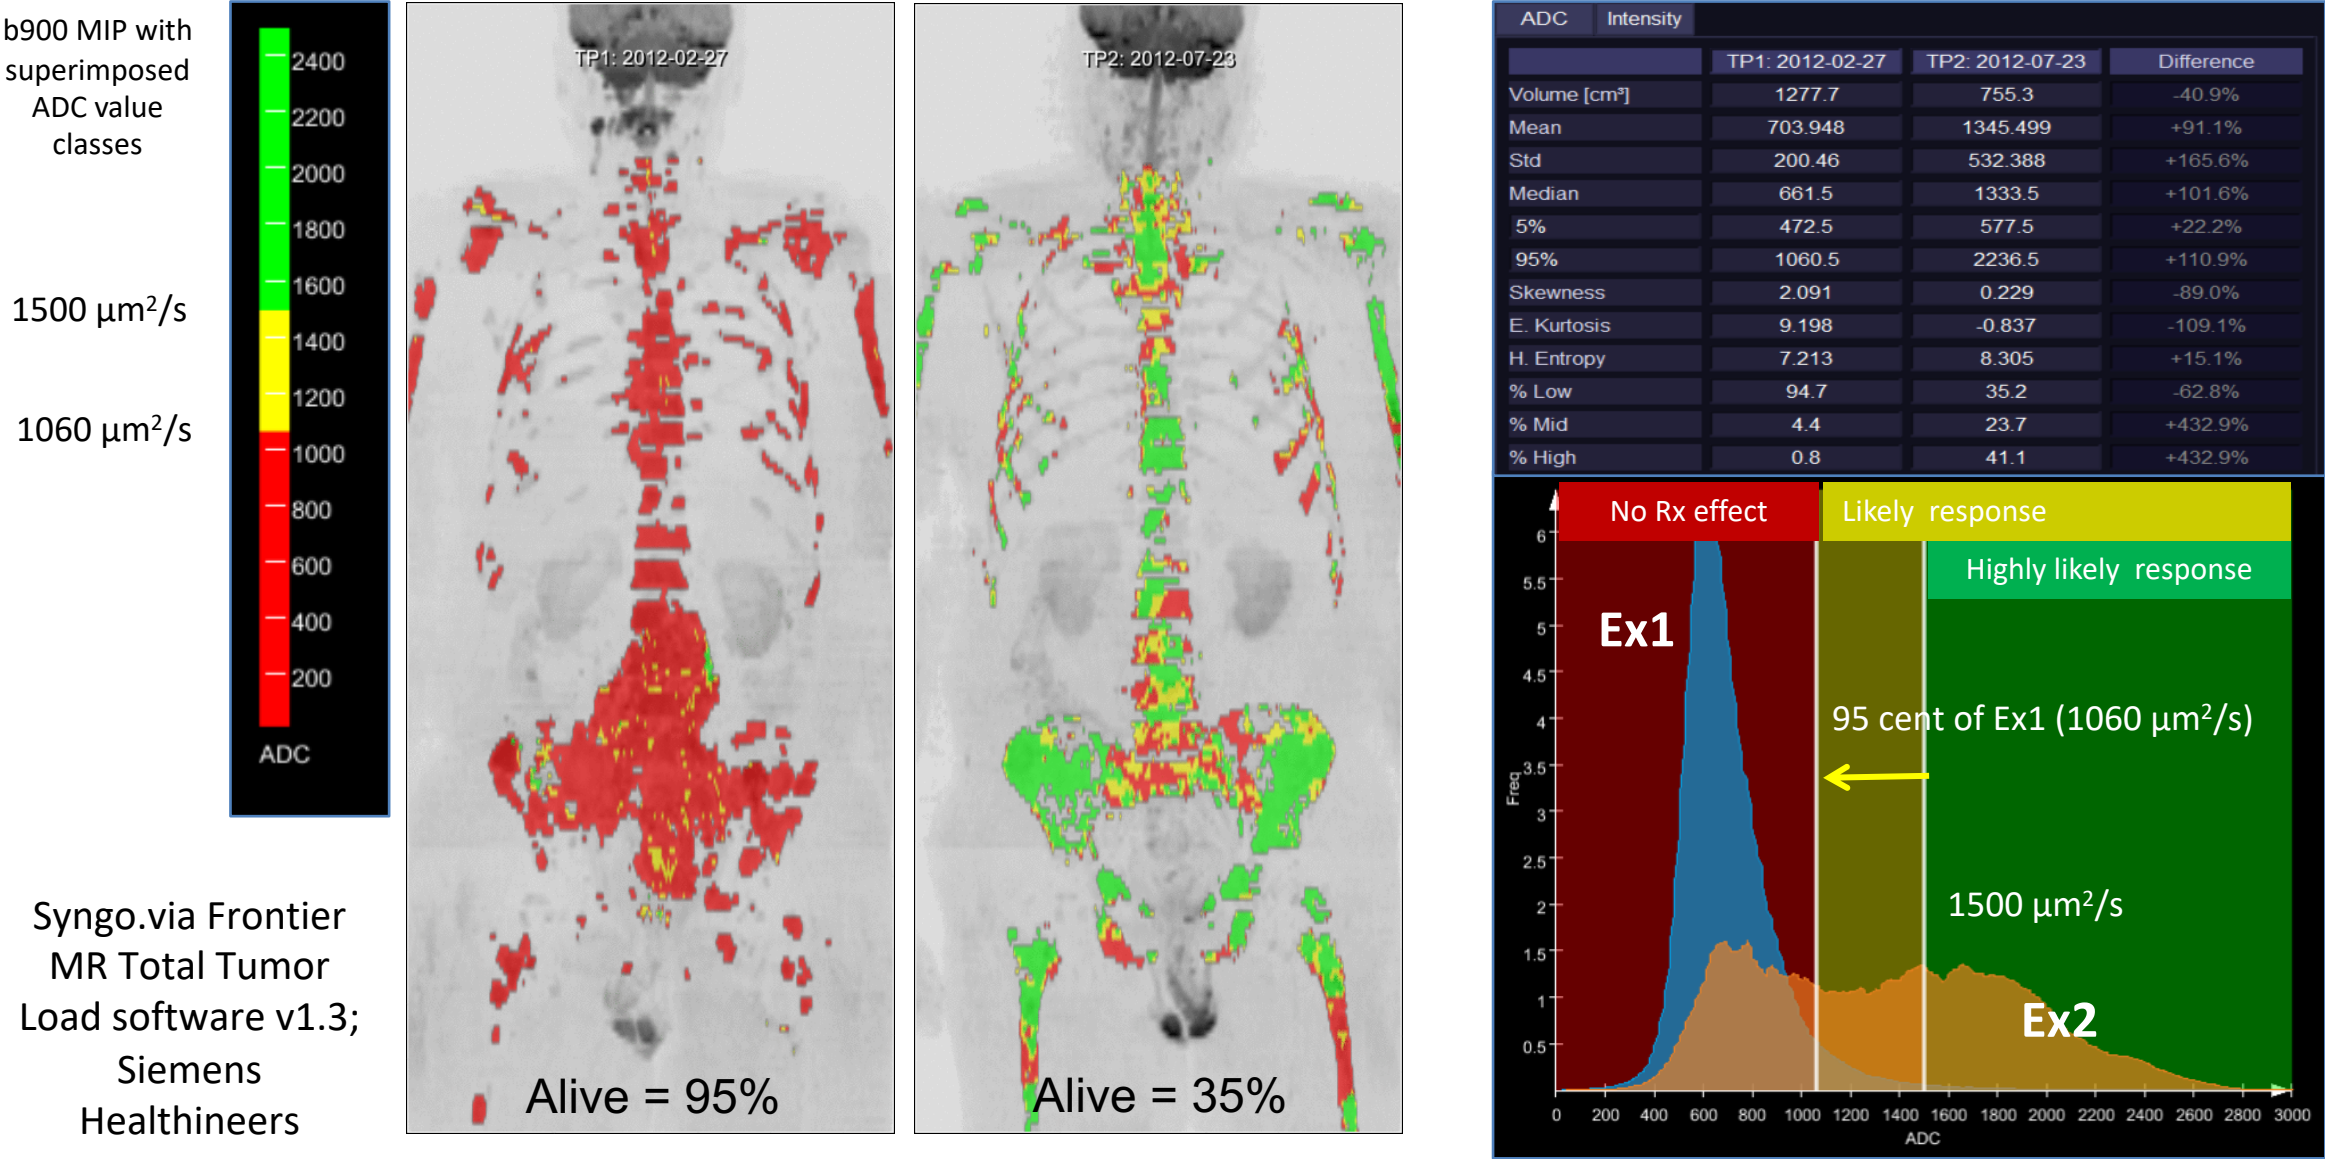 b900 MIP with
superimposed
ADC value
classes
1500 µm²/s
1060 µm²/s
2400
2200
2000
1800
1600
1400
1200
1000
800
600
400
200
ADC
Syngo.via Frontier
MR Total Tumor
Load software v1.3;
Siemens
Healthineers
TP1: 2012-02-27
Alive = 95%
TP2: 2012-07-23
Alive = 35%
ADC Intensity
TP1: 2012-02-27 TP2: 2012-07-23 Difference
Volume [cm³] 1277.7 755.3 -40.9%
Mean 703.948 1345.499 +91.1%
Std 200.46 532.388 +165.6%
Median 661.5 1333.5 +101.6%
5% 472.5 577.5 +22.2%
95% 1060.5 2236.5 +110.9%
Skewness 2.091 0.229 -89.0%
E. Kurtosis 9.198 -0.837 -109.1%
H. Entropy 7.213 8.305 +15.1%
% Low 94.7 35.2 -62.8%
% Mid 4.4 23.7 +432.9%
% High 0.8 41.1 +432.9%
No Rx effect Likely response
Highly likely response
Ex1
95 cent of Ex1 (1060 µm²/s)
1500 µm²/s
Ex2
6
5.5
5
4.5
4
3.5
3
2.5
2
1.5
1
0.5
Freq
0 200 400 600 800 1000 1200 1400 1600 1800 2000 2200 2400 2600 2800 3000
ADC